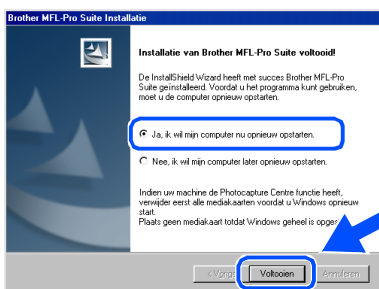 Brother MFL-Pro Suite Installatie
Installatie van Brother MFL-Pro Suite voltooid!
De InstallShield Wizard heeft met succes Brother MFL-Pro
Suite geïnstalleerd. Voordat u het programma kunt gebruiken,
moet u de computer opnieuw opstarten.
Ja, ik wil mijn computer nu opnieuw opstarten.
Nee, ik wil mijn computer later opnieuw opstarten.
Indien uw machine de Photocapture Centre functie heeft,
verwijder eerst alle mediakaarten voordat u Windows opnieuw
start.
Plaats geen mediakaart totdat Windows geheel is
Voltooien Annuleren